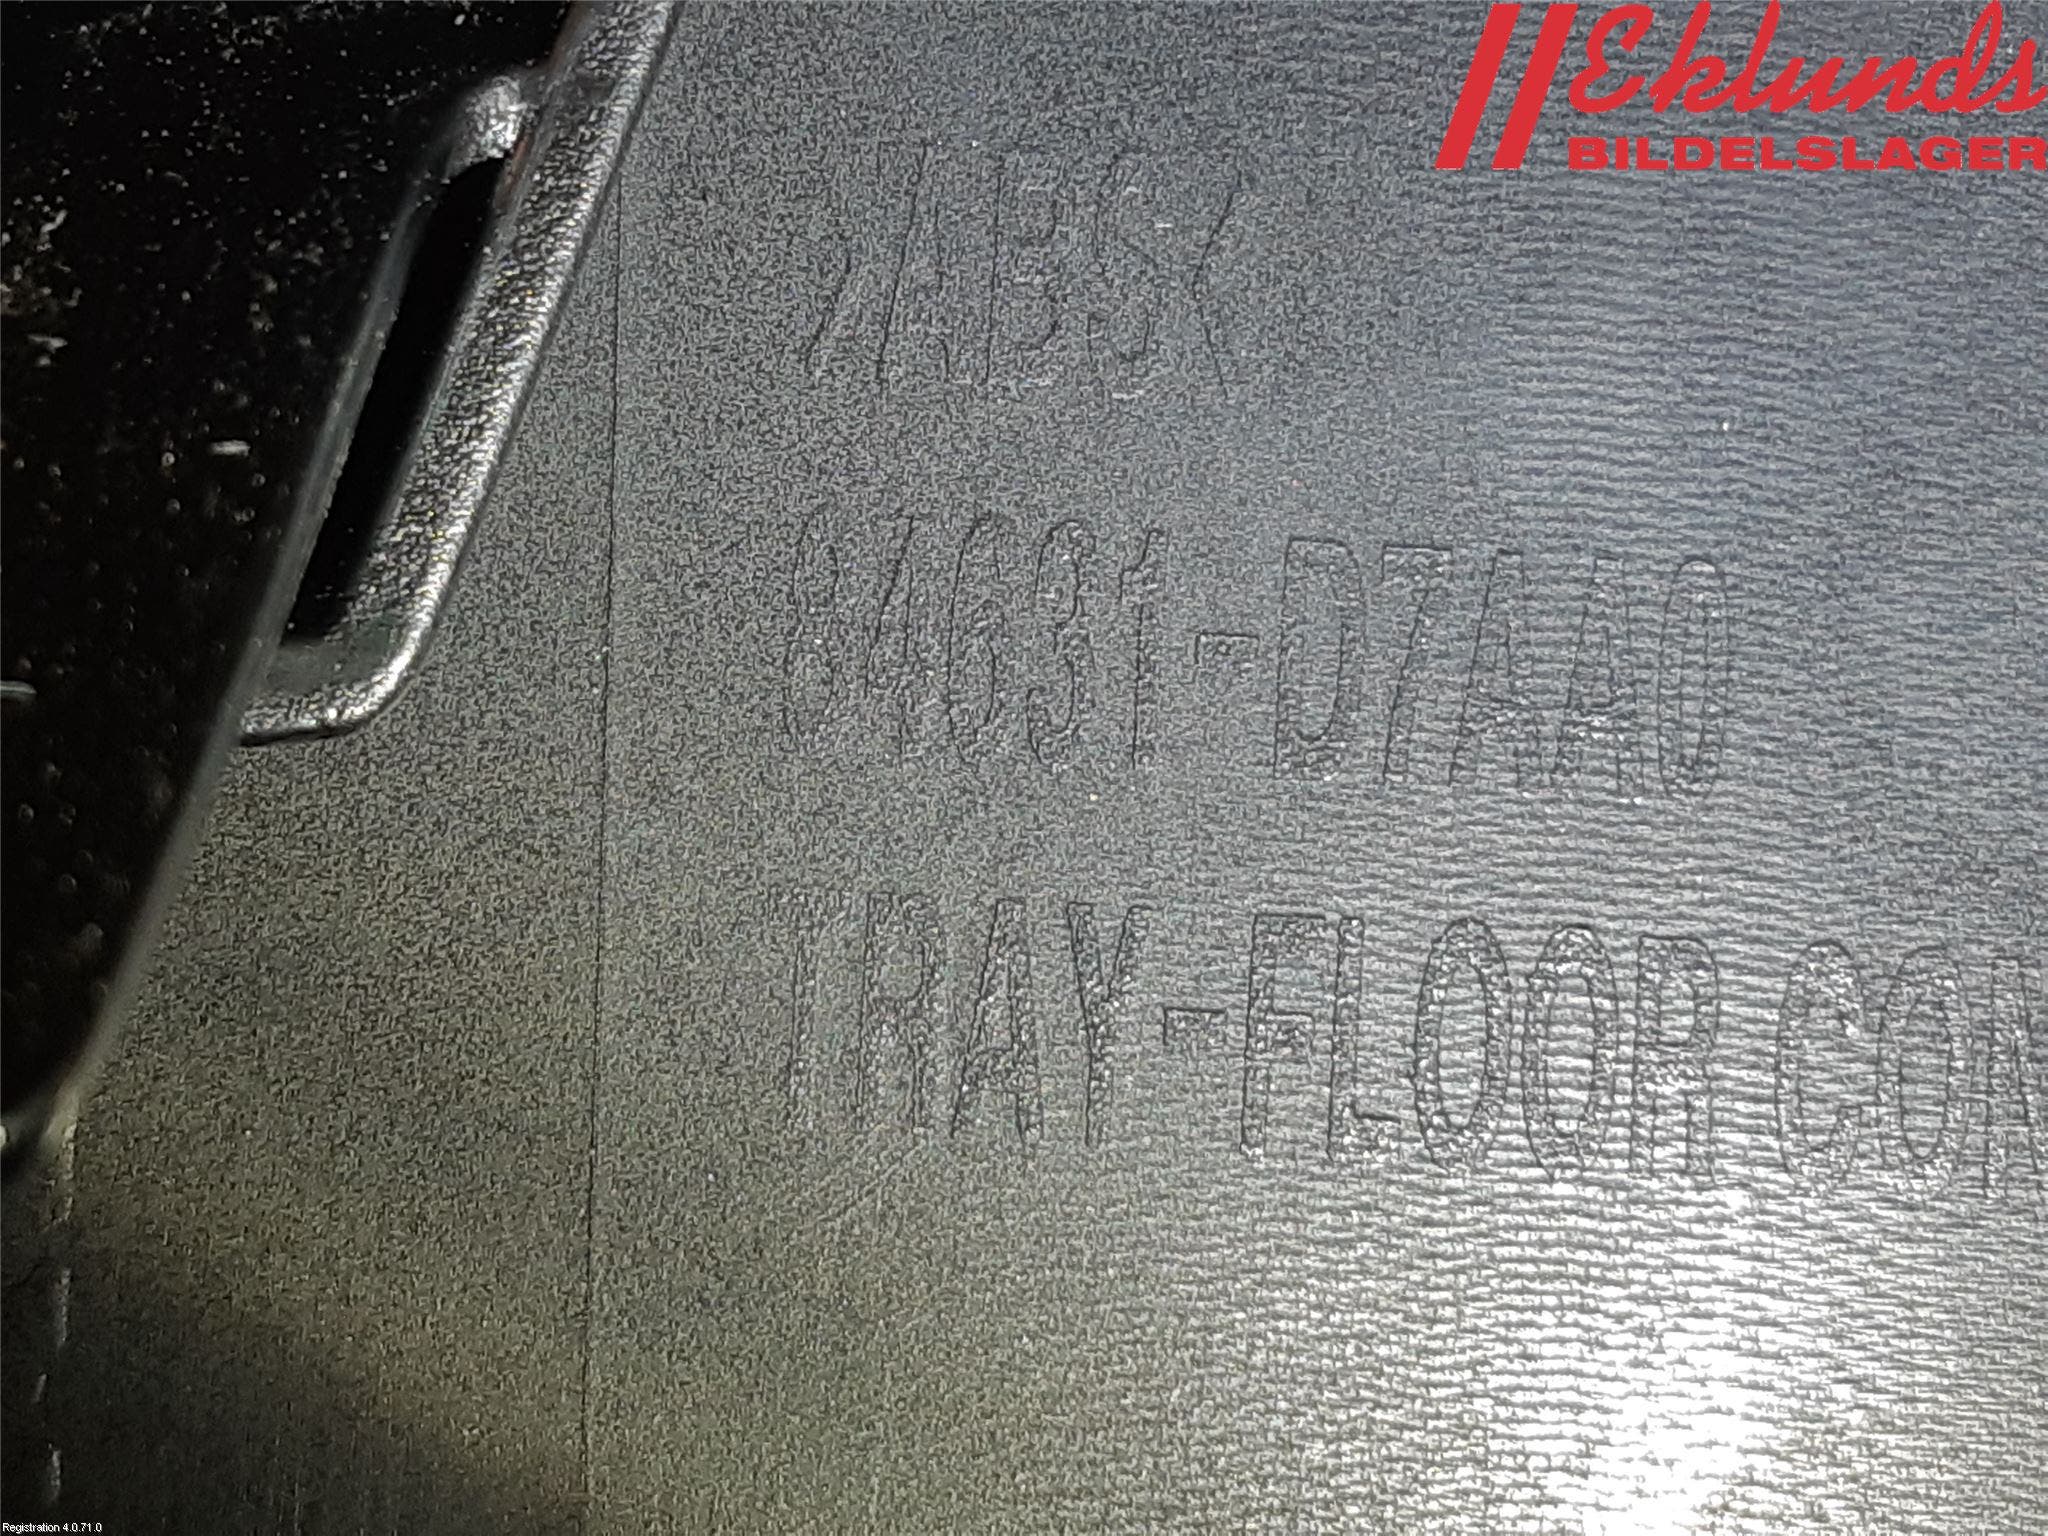 Eklunds
BILDELSLAGER
>ABS<
84631-D7AA0
TRAY-FLOOR CON
Registration 4.0.71.0